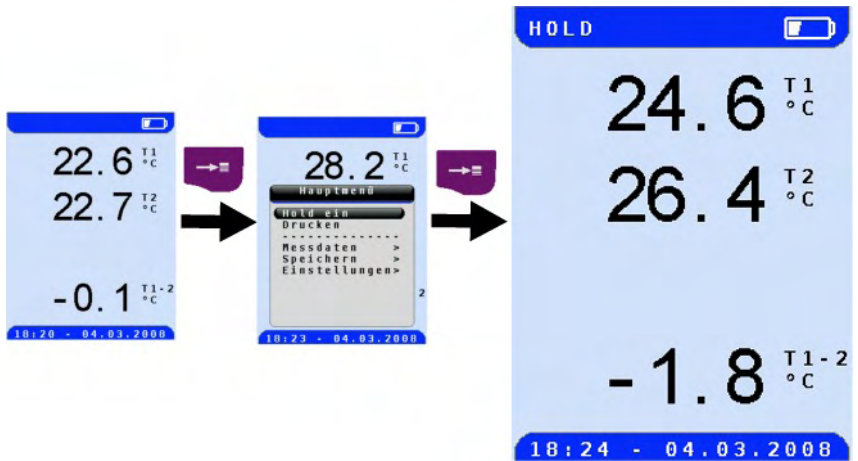 22.6 T1 °C
22.7 T2 °C
-0.1 T1-2 °C
18:20 - 04.03.2008
28.2 T1 °C
Hauptmenü
Hold ein
Drucken
--------------
Messdaten >
Speichern >
Einstellungen>
2
18:23 - 04.03.2008
HOLD
24.6 T1 °C
26.4 T2 °C
-1.8 T1-2 °C
18:24 - 04.03.2008